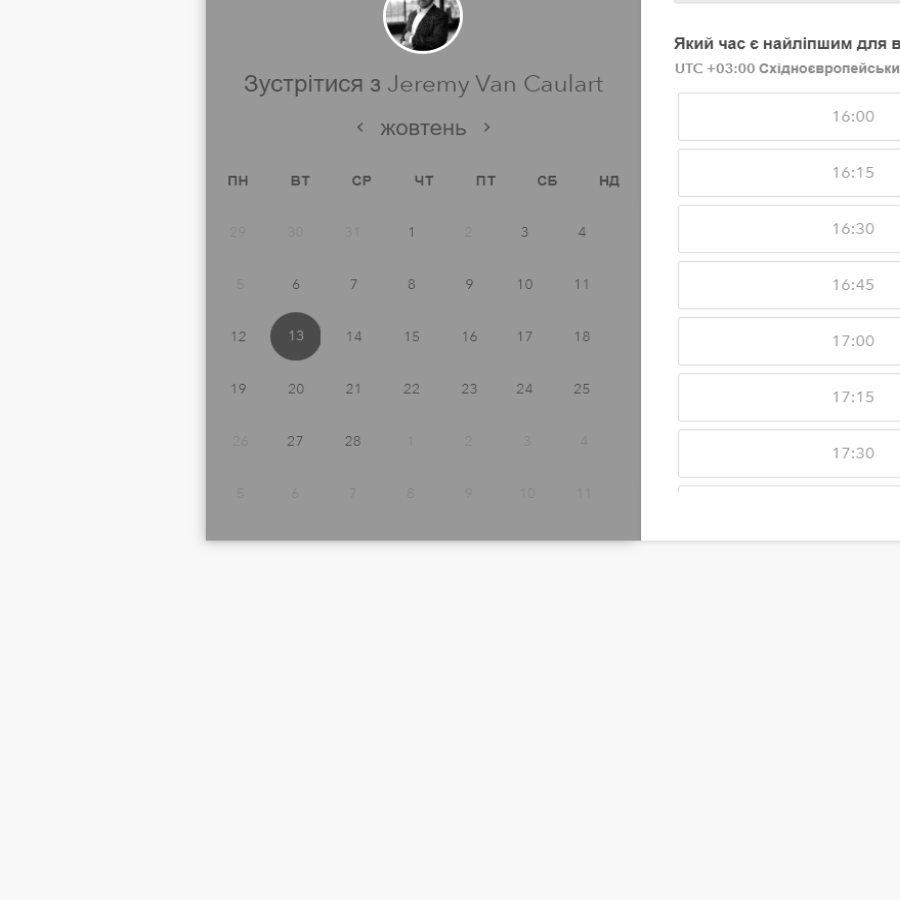 Зустрітися з Jeremy Van Caulart
жовтень
ПН ВТ СР ЧТ ПТ СБ НД
29 30 31 1 2 3 4
5 6 7 8 9 10 11
12 13 14 15 16 17 18
19 20 21 22 23 24 25
26 27 28 1 2 3 4
5 6 7 8 9 10 11
Який час є найліпшим для в
UTC +03:00 Східноєвропейськи
16:00
16:15
16:30
16:45
17:00
17:15
17:30